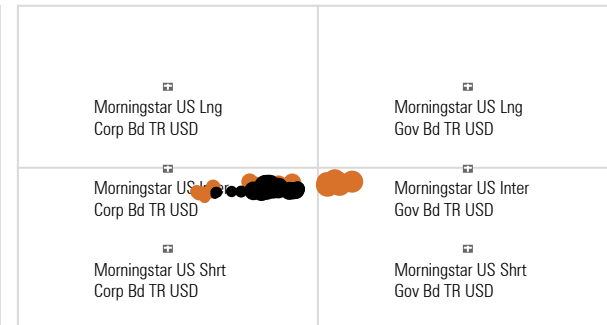 Morningstar US Lng
Corp Bd TR USD
Morningstar US Lng
Gov Bd TR USD
Morningstar US
Corp Bd TR USD
Morningstar US Inter
Gov Bd TR USD
Morningstar US Shrt
Corp Bd TR USD
Morningstar US Shrt
Gov Bd TR USD